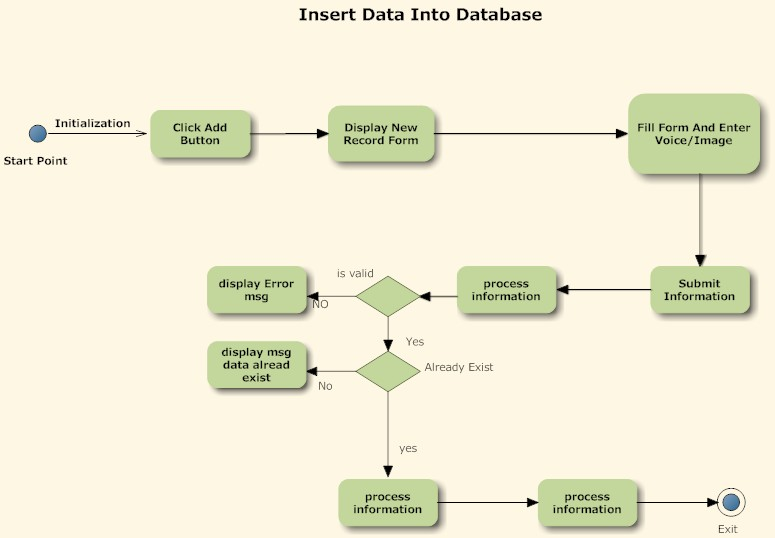 Insert Data Into Database
Initialization
Start Point
Click Add
Button
Display New
Record Form
Fill Form And Enter
Voice/Image
Submit
Information
process
information
is valid
NO
display Error
msg
Yes
Already Exist
No
display msg
data alread
exist
yes
process
information
process
information
Exit